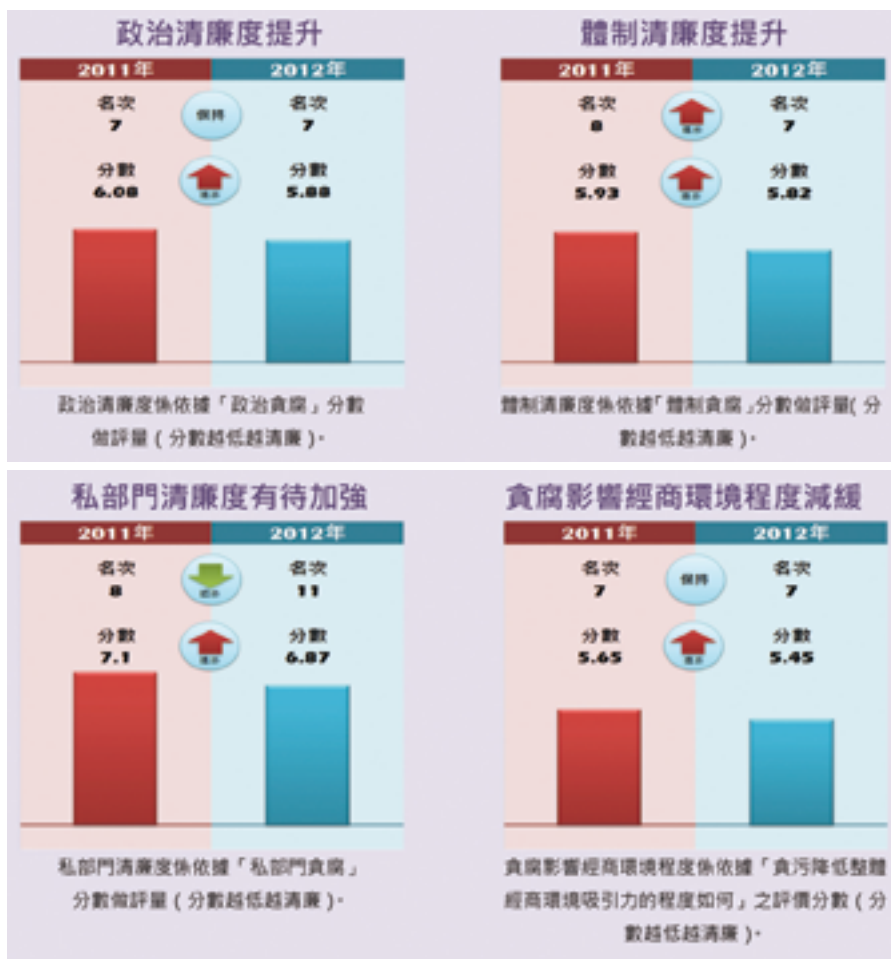 政治清廉度提升
2011年
2012年
名次
7
保持
名次
7
分數
6.08
分數
5.88
政治清廉度係依據「政治貪腐」分數
做評量(分數越低越清廉)。
體制清廉度提升
2011年
2012年
名次
8
名次
7
分數
5.93
分數
5.82
體制清廉度係依據「體制貪腐」分數做評量(分
數越低越清廉)。
私部門清廉度有待加強
2011年
2012年
名次
8
名次
11
分數
7.1
分數
6.87
私部門清廉度係依據「私部門貪腐」
分數做評量(分數越低越清廉)。
貪腐影響經商環境程度減緩
2011年
2012年
名次
7
保持
名次
7
分數
5.65
分數
5.45
貪腐影響經商環境程度係依據「貪污降低整體
經商環境吸引力的程度如何」之評價分數(分
數越低越清廉)。